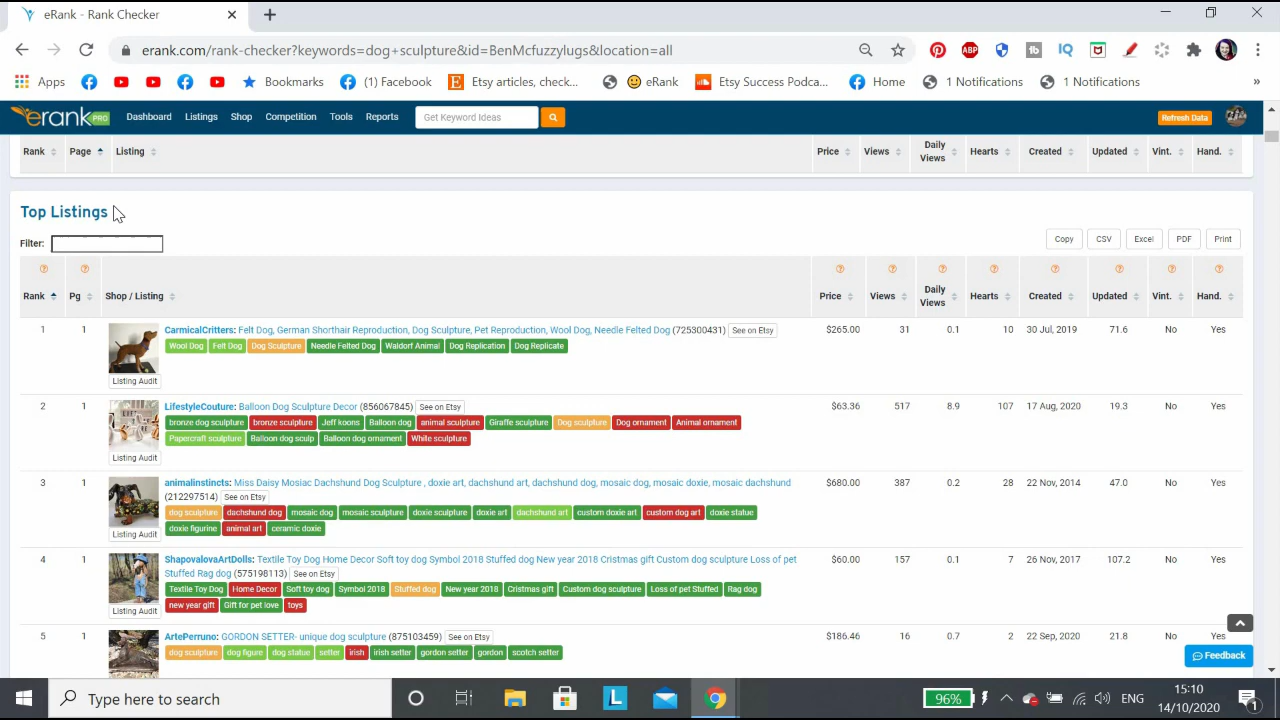 eRank - Rank Checker
erank.com/rank-checker?keywords=dog+sculpture&id=BenMcfuzzylugs&location=all
Apps (1) Facebook Bookmarks Etsy articles, check... eRank Etsy Success Podca... Home 1 Notifications 1 Notifications »
erank PRO Dashboard Listings Shop Competition Tools Reports Get Keyword Ideas Refresh Data
Rank Page Listing Price Views Daily Views Hearts Created Updated Vint. Hand.
Top Listings
Filter: Copy CSV Excel PDF Print
Rank Pg Shop / Listing Price Views Daily Views Hearts Created Updated Vint. Hand.
1 1 CarmicalCritters: Felt Dog, German Shorthair Reproduction, Dog Sculpture, Pet Reproduction, Wool Dog, Needle Felted Dog (725300431) See on Etsy $265.00 31 0.1 10 30 Jul, 2019 71.6 No Yes
Wool Dog Felt Dog Dog Sculpture Needle Felted Dog Waldorf Animal Dog Replication Dog Replicate
Listing Audit
2 1 LifestyleCouture: Balloon Dog Sculpture Decor (856067845) See on Etsy $63.36 517 8.9 107 17 Aug, 2020 19.3 No Yes
bronze dog sculpture bronze sculpture Jeff koons Balloon dog animal sculpture Giraffe sculpture Dog sculpture Dog ornament Animal ornament
Papercraft sculpture Balloon dog sculp Balloon dog ornament White sculpture
Listing Audit
3 1 animalinstincts: Miss Daisy Mosiac Dachshund Dog Sculpture , doxie art, dachshund art, dachshund dog, mosaic dog, mosaic doxie, mosaic dachshund $680.00 387 0.2 28 22 Nov, 2014 47.0 No Yes
(212297514) See on Etsy
dog sculpture dachshund dog mosaic dog mosaic sculpture doxie sculpture doxie art dachshund art custom doxie art custom dog art doxie statue
doxie figurine animal art ceramic doxie
Listing Audit
4 1 ShapovalovaArtDolls: Textile Toy Dog Home Decor Soft toy dog Symbol 2018 Stuffed dog New year 2018 Cristmas gift Custom dog sculpture Loss of pet $60.00 157 0.1 7 26 Nov, 2017 107.2 No Yes
Stuffed Rag dog (575198113) See on Etsy
Textile Toy Dog Home Decor Soft toy dog Symbol 2018 Stuffed dog New year 2018 Cristmas gift Custom dog sculpture Loss of pet Stuffed Rag dog
new year gift Gift for pet love toys
Listing Audit
5 1 ArtePerruno: GORDON SETTER- unique dog sculpture (875103459) See on Etsy $186.46 16 0.7 2 22 Sep, 2020 21.8 No Yes
dog sculpture dog figure dog statue setter irish irish setter gordon setter gordon scotch setter
Feedback
Type here to search 96% ENG 15:10
14/10/2020